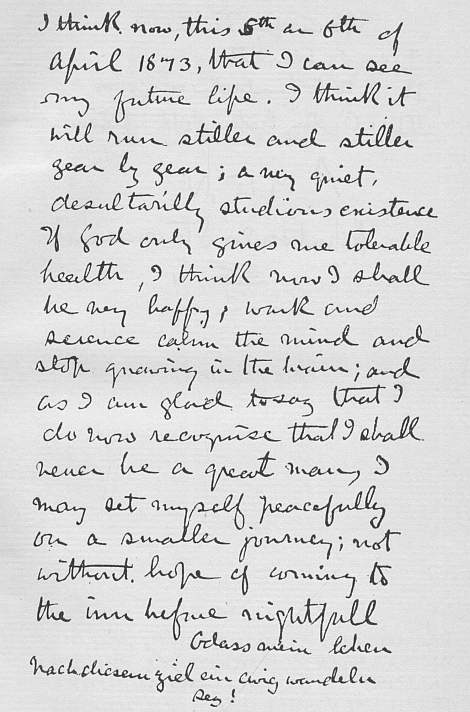 I think now, this 5th or 6th of
April 1873, that I can see
my future life. I think it
will run stiller and stiller
year by year; a very quiet,
desultorily studious existence
If God only gives me tolerable
health, I think now I shall
be very happy; work and
science calm the mind and
stop gnawing in the brain; and
as I am glad to say that I
do now recognise that I shall
never be a great man, I
may set myself peacefully
on a smaller journey; not
without hope of coming to
the inn before nightfall
O dass mein leben
Nach diesem ziel ein ewig wandeln
sey!